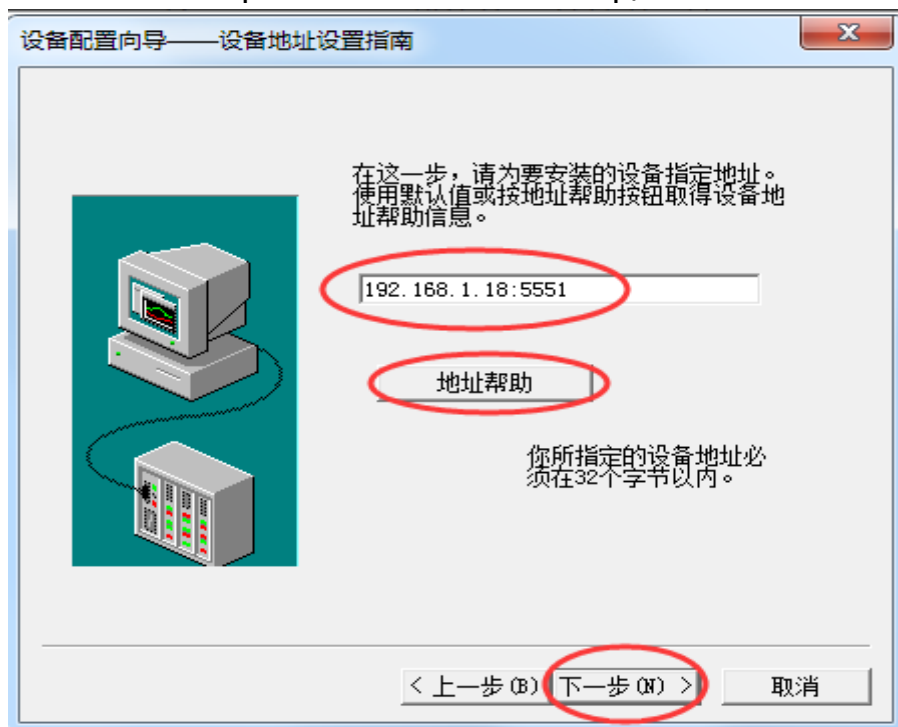 设备配置向导——设备地址设置指南
在这一步，请为要安装的设备指定地址。
使用默认值或按地址帮助按钮取得设备地
址帮助信息。
192.168.1.18:5551
地址帮助
你所指定的设备地址必
须在32个字节以内。
< 上一步(B)
下一步(N) >
取消